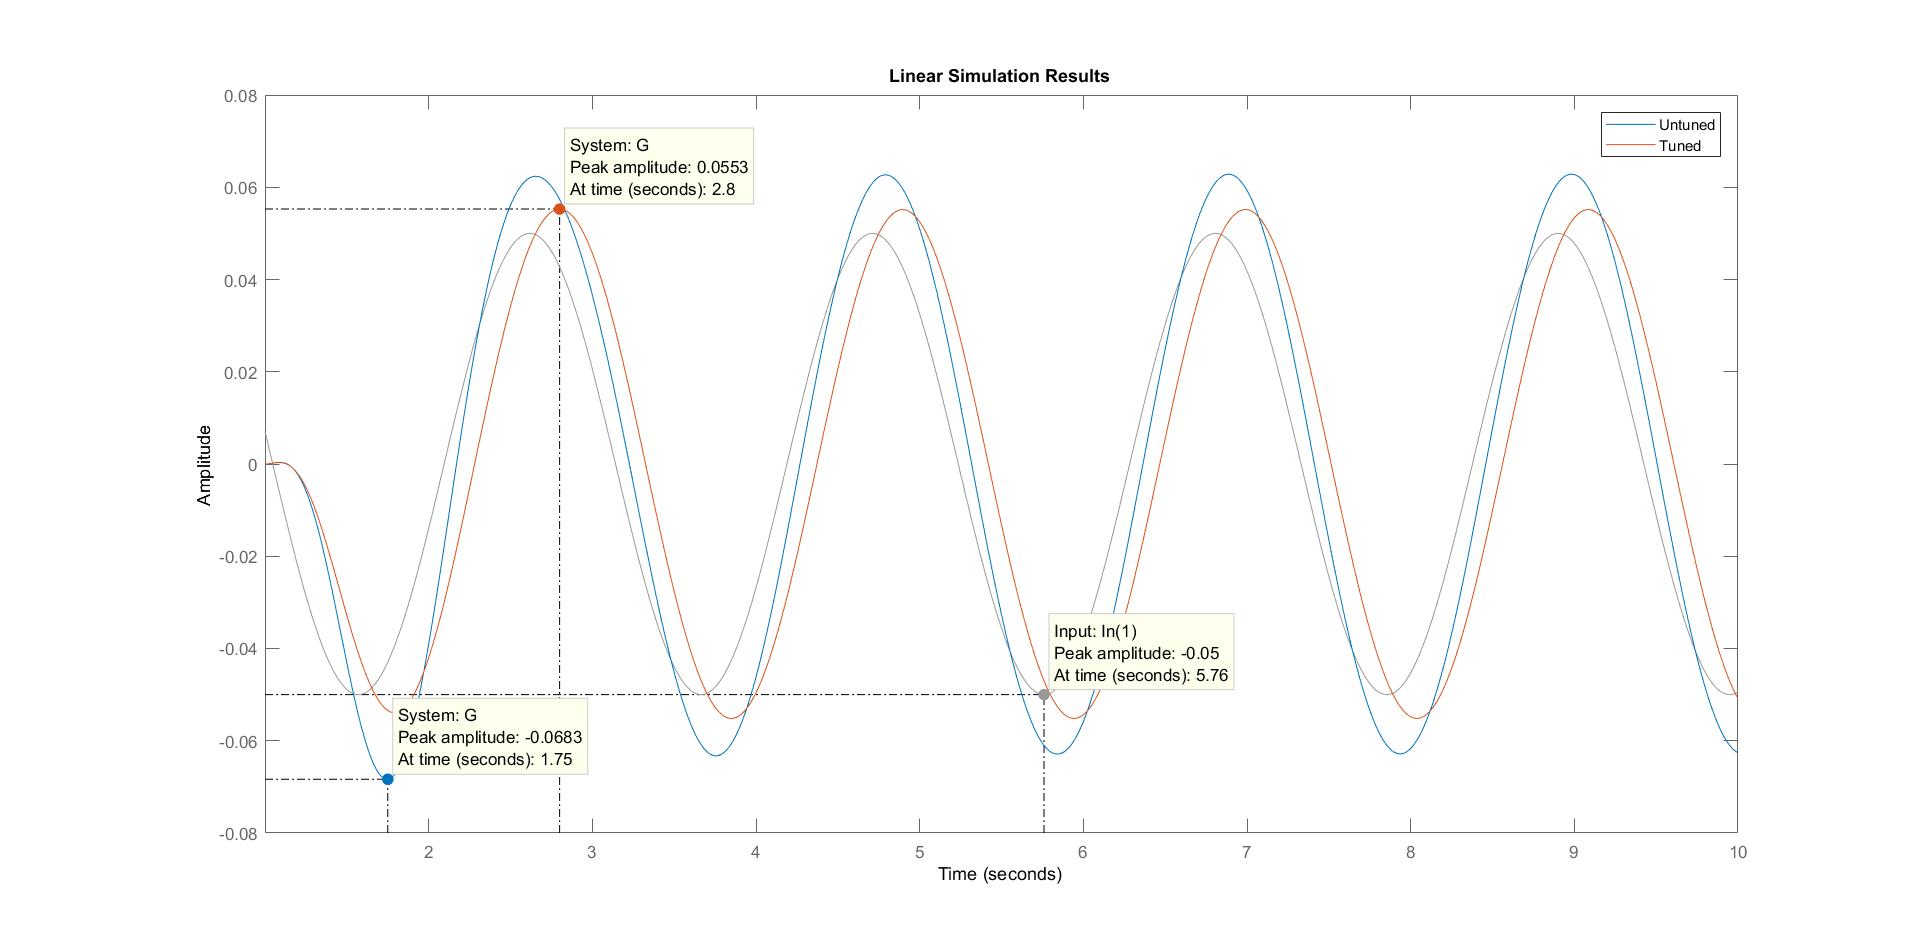 Linear Simulation Results
0.08
0.06
0.04
0.02
0
-0.02
-0.04
-0.06
-0.08
Amplitude
System: G
Peak amplitude: 0.0553
At time (seconds): 2.8
Untuned
Tuned
Input: In(1)
Peak amplitude: -0.05
At time (seconds): 5.76
System: G
Peak amplitude: -0.0683
At time (seconds): 1.75
2 3 4 5 6 7 8 9 10
Time (seconds)